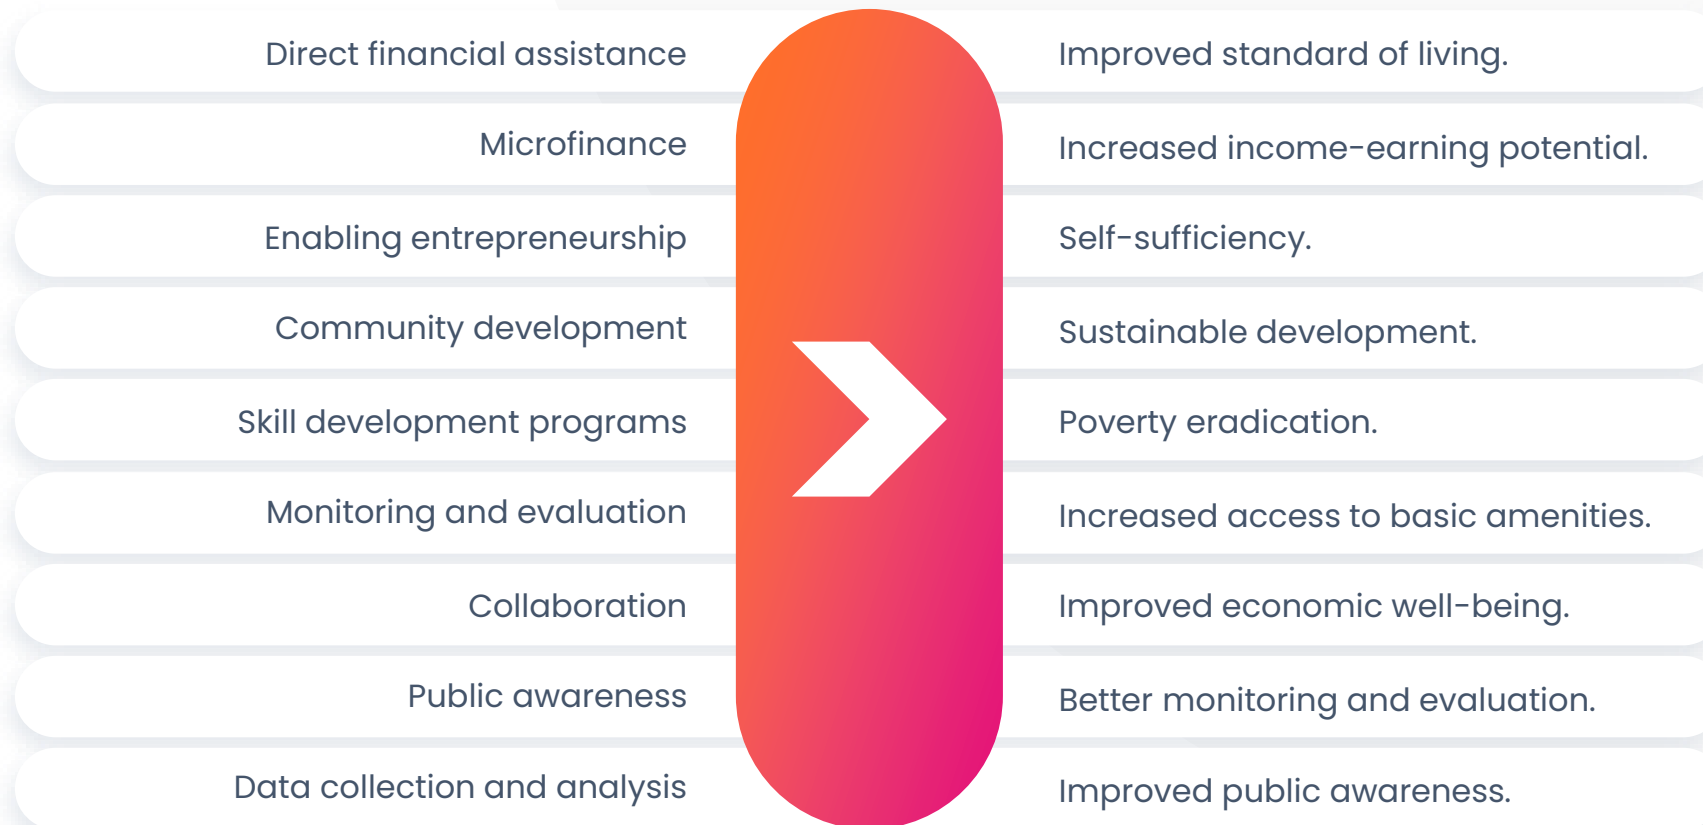 Direct financial assistance
Improved standard of living.
Microfinance
Increased income-earning potential.
Enabling entrepreneurship
Self-sufficiency.
Community development
Sustainable development.
Skill development programs
Poverty eradication.
Monitoring and evaluation
Increased access to basic amenities.
Collaboration
Improved economic well-being.
Public awareness
Better monitoring and evaluation.
Data collection and analysis
Improved public awareness.